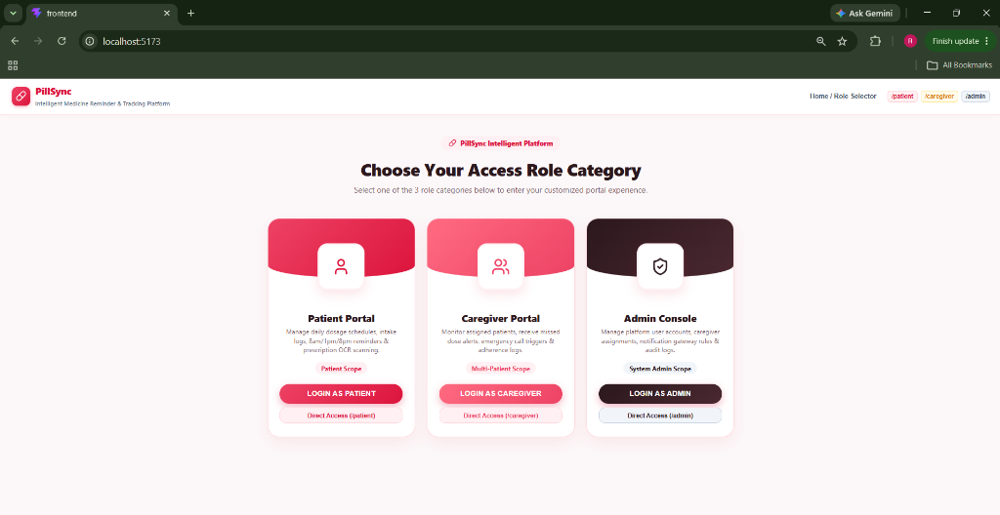 frontend
Ask Gemini
localhost:5173
R
Finish update
All Bookmarks
PillSync
Intelligent Medicine Reminder & Tracking Platform
Home / Role Selector
/patient
/caregiver
/admin
PillSync Intelligent Platform
Choose Your Access Role Category
Select one of the 3 role categories below to enter your customized portal experience.
Patient Portal
Manage daily dosage schedules, intake
logs, 8am/1pm/8pm reminders &
prescription OCR scanning.
Patient Scope
LOGIN AS PATIENT
Direct Access (/patient)
Caregiver Portal
Monitor assigned patients, receive missed
dose alerts, emergency call triggers &
adherence logs.
Multi-Patient Scope
LOGIN AS CAREGIVER
Direct Access (/caregiver)
Admin Console
Manage platform user accounts, caregiver
assignments, notification gateway rules &
audit logs.
System Admin Scope
LOGIN AS ADMIN
Direct Access (/admin)